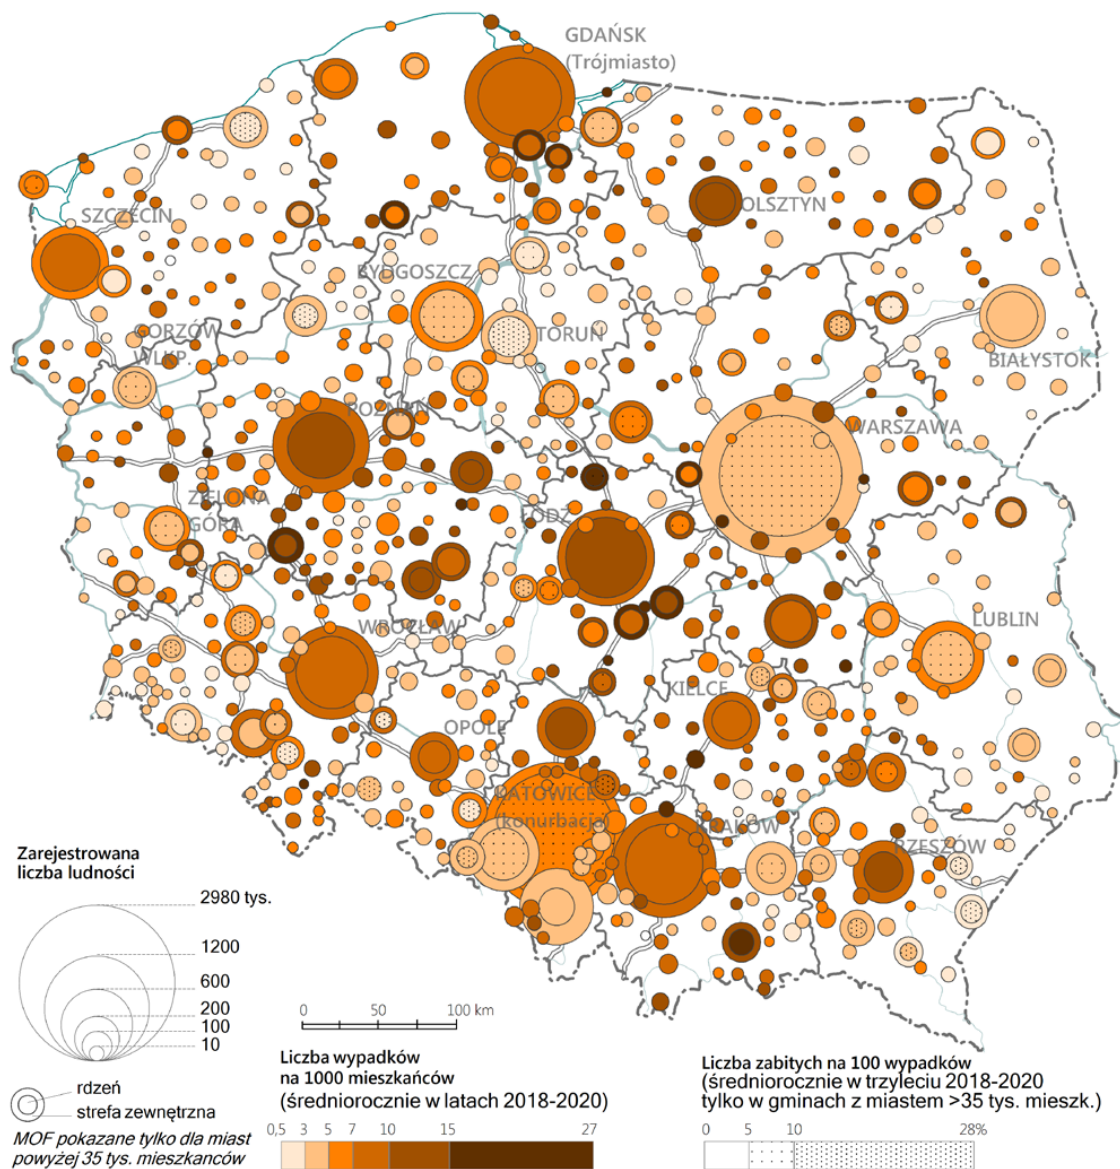 GDAŃSK
(Trójmiasto)
SZCZECIN
OLSZTYN
BYDGOSZCZ
GORZÓW
WLKP.
TORUŃ
BIAŁYSTOK
POZNAŃ
WARSZAWA
ZIELONA
GÓRA
ŁÓDŹ
WROCŁAW
LUBLIN
KIELCE
OPOLE
KATOWICE
(konurbacja)
KRAKÓW
RZESZÓW
Zarejestrowana
liczba ludności
2980 tys.
1200
600
200
100
10
rdzeń
strefa zewnętrzna
MOF pokazane tylko dla miast
powyżej 35 tys. mieszkancóẃ
0 50 100 km
Liczba wypadków
na 1000 mieszkańców
(średniorocznie w latach 2018-2020)
0,5 3 5 7 10 15 27
Liczba zabitych na 100 wypadków
(średniorocznie w trzyleciu 2018-2020
tylko w gminach z miastem >35 tys. mieszk.)
0 5 10 28%